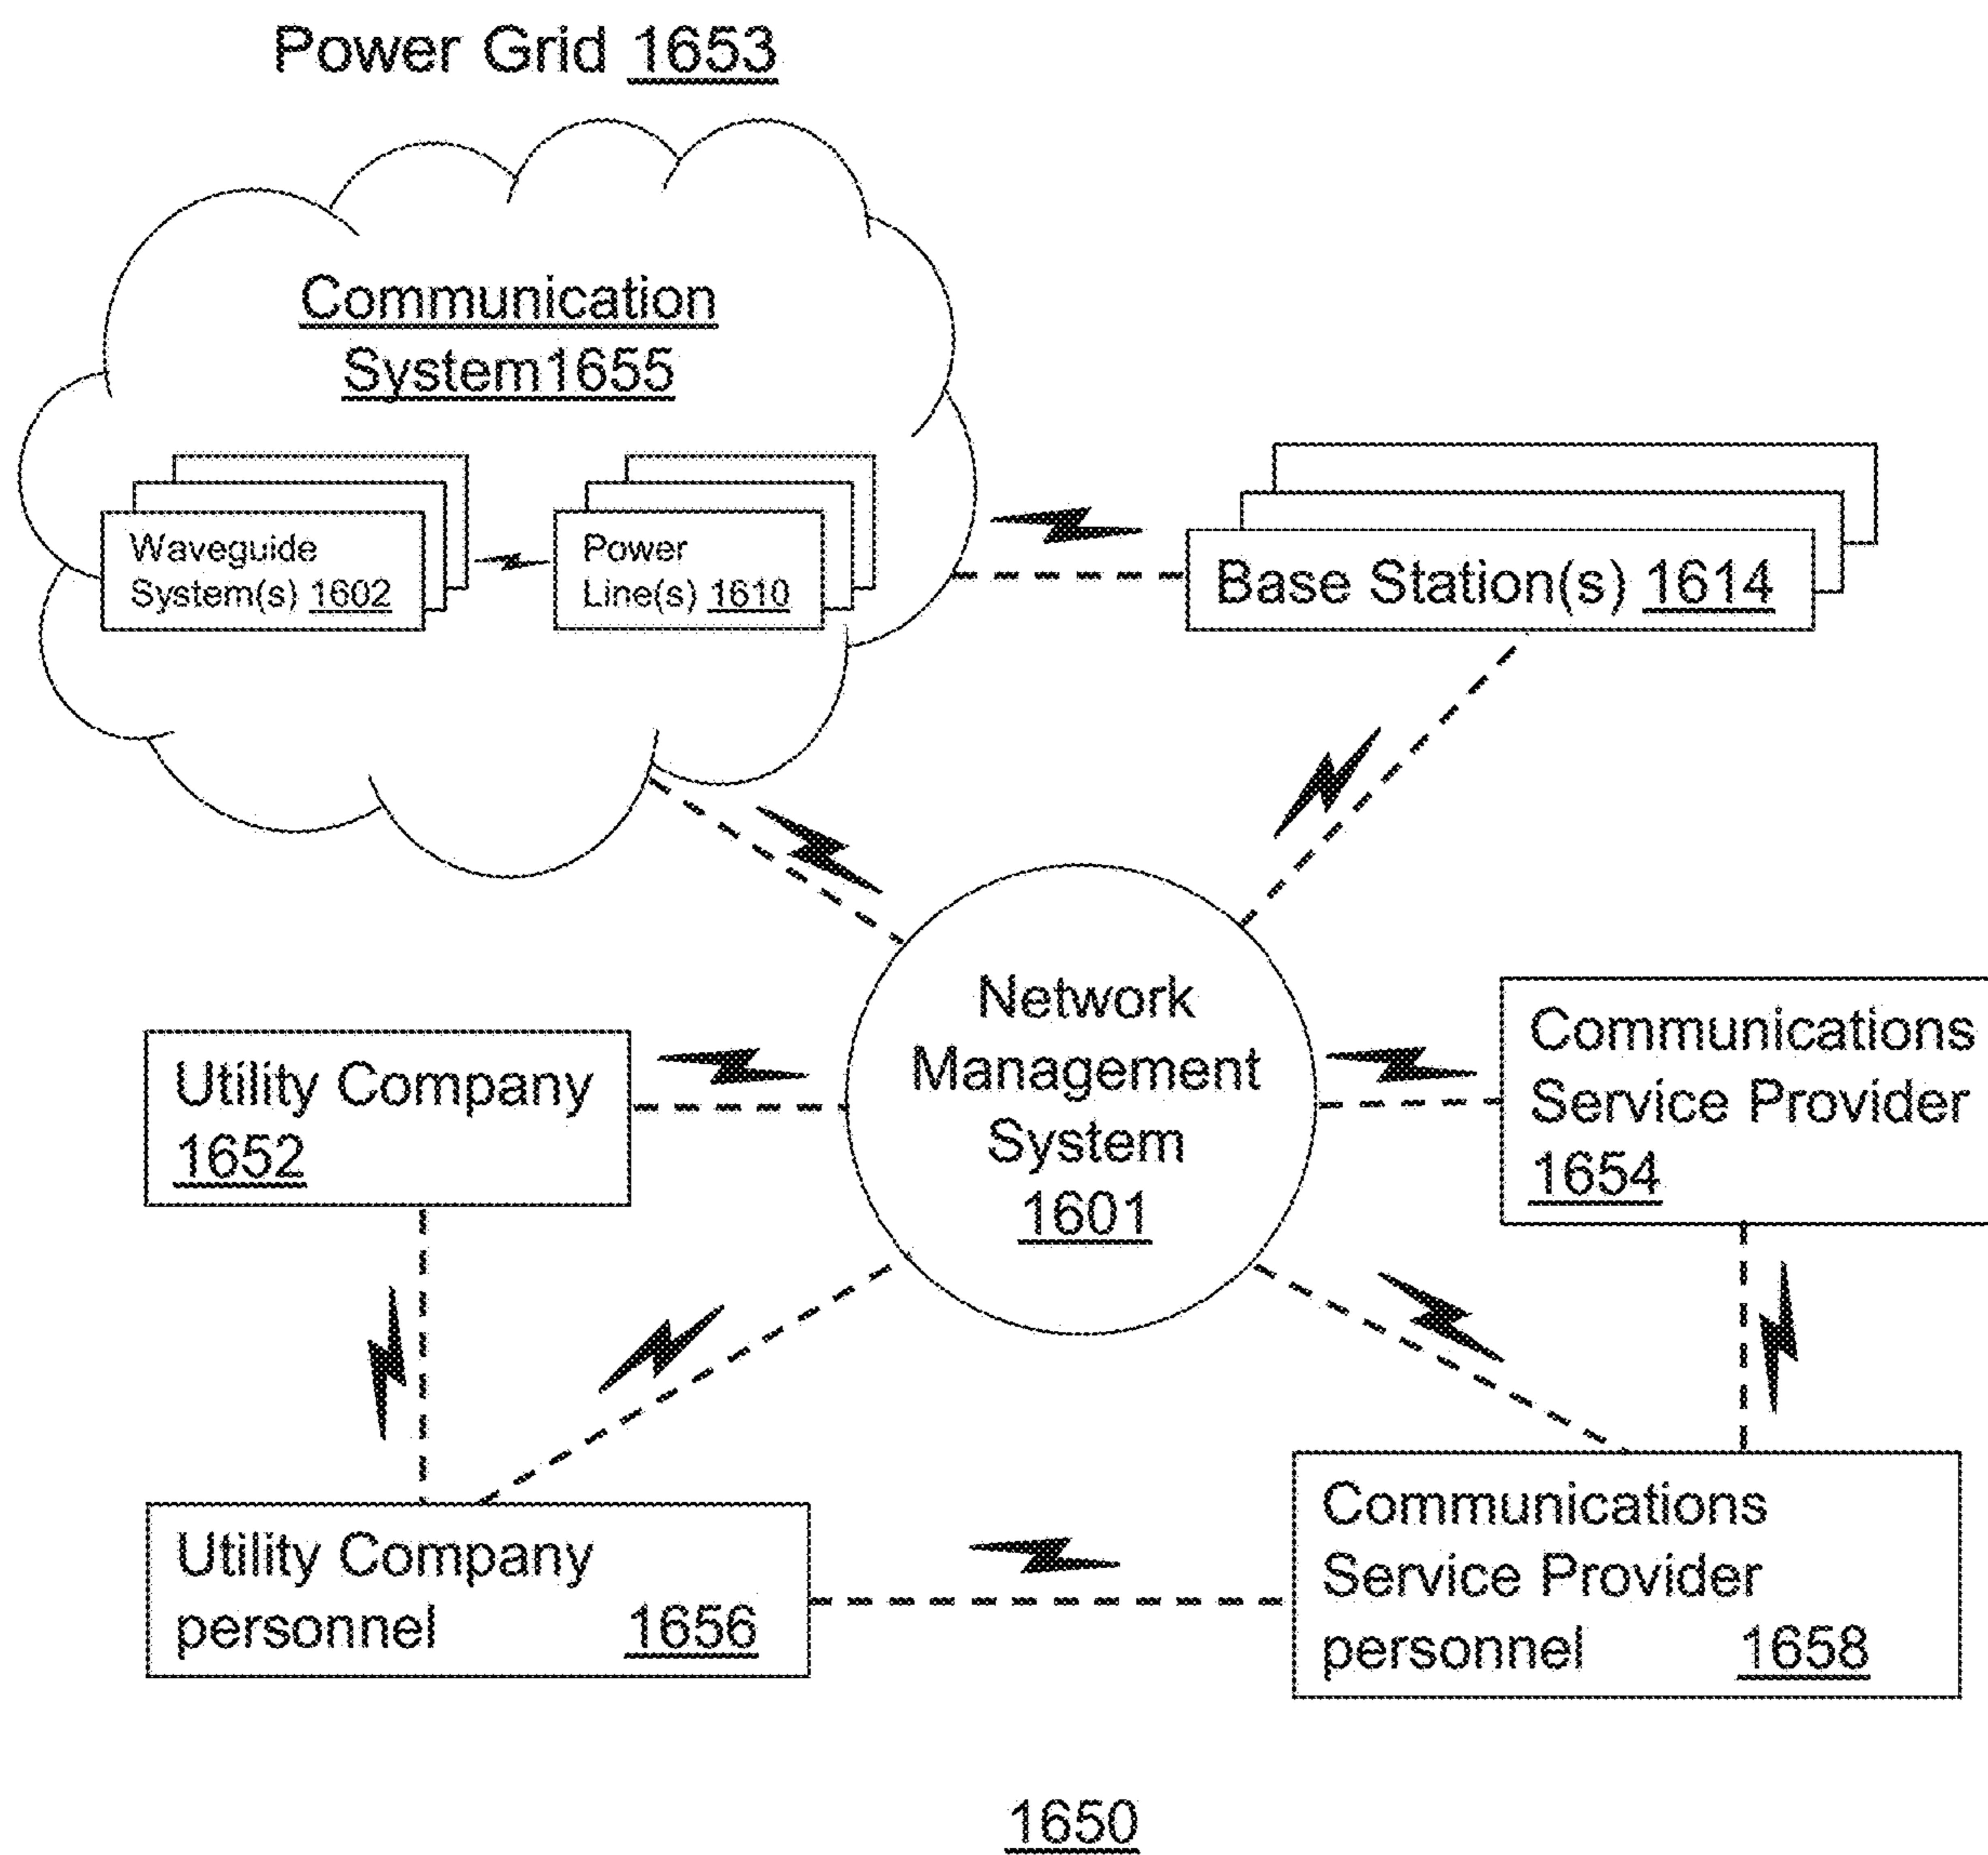 Power Grid 1653
Communication
System1655
Waveguide
System(s) 1602
Power
Line(s) 1610
Base Station(s) 1614
Network
Management
System
1601
Utility Company
1652
Communications
Service Provider
1654
Utility Company
personnel 1656
Communications
Service Provider
personnel 1658
1650